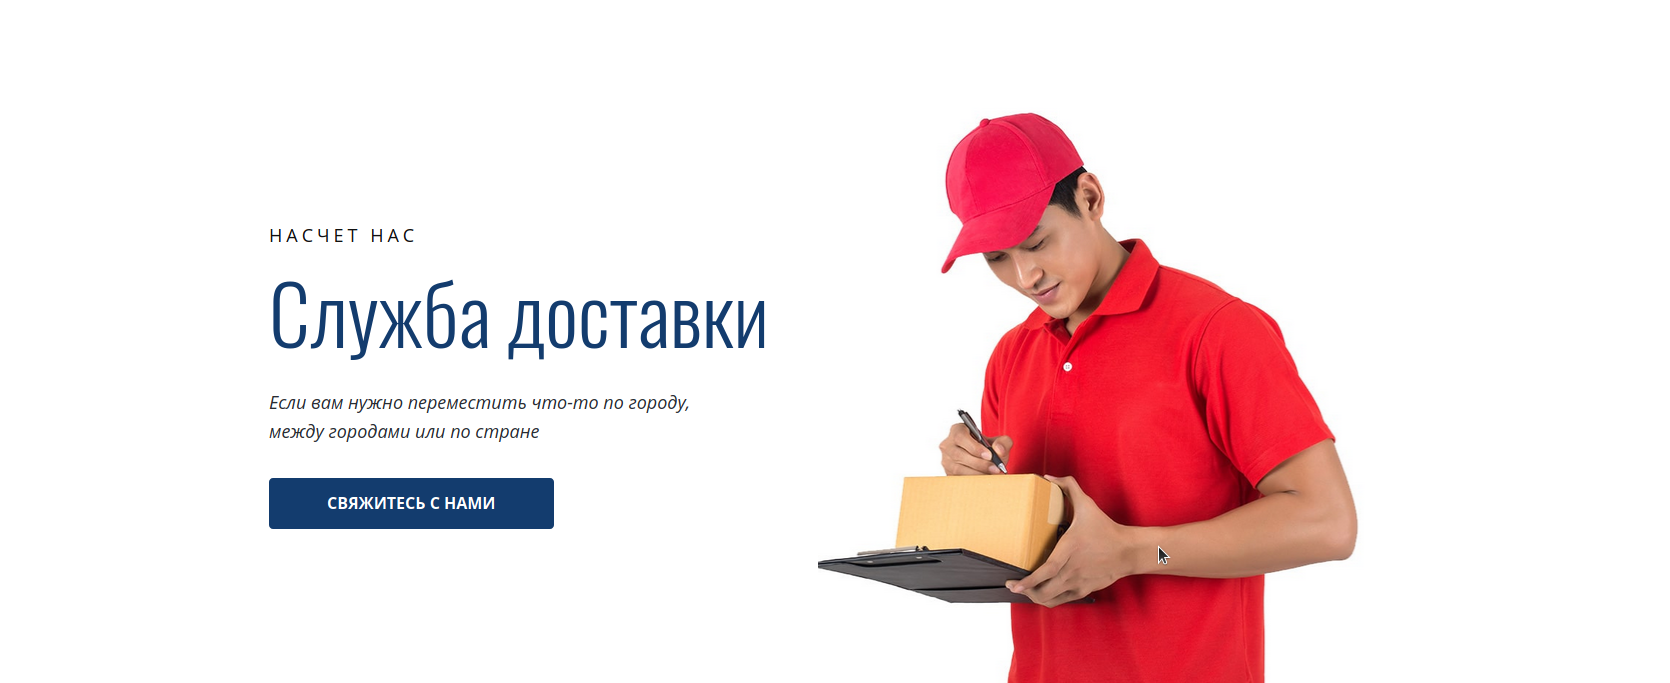 НАСЧЕТ НАС
Служба доставки
Если вам нужно переместить что-то по городу,
между городами или по стране
СВЯЖИТЕСЬ С НАМИ